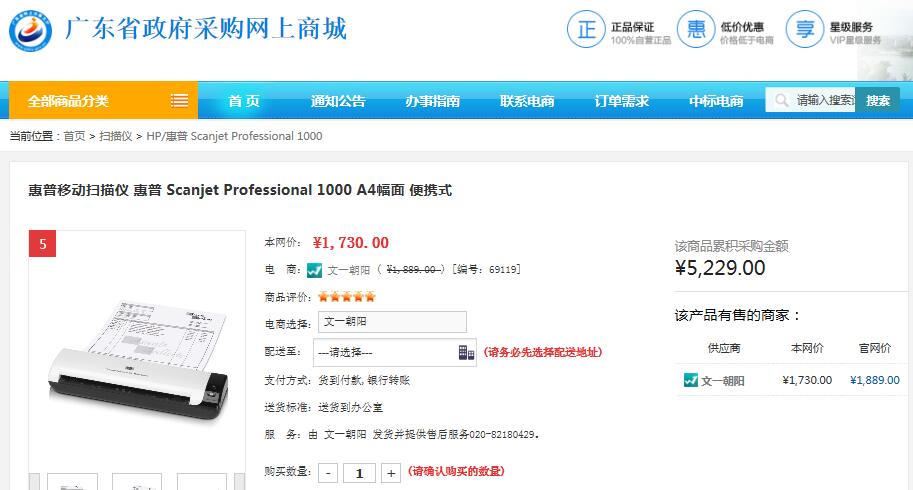 广东省政府采购网上商城
正 正品保证 100%自营正品
惠 低价优惠 价格低于电商
享 星级服务 VIP星级服务
全部商品分类 首 页 通知公告 办事指南 联系电商 订单需求 中标电商 请输入搜索 搜索
当前位置：首页 > 扫描仪 > HP/惠普 Scanjet Professional 1000
惠普移动扫描仪 惠普 Scanjet Professional 1000 A4幅面 便携式
5
本网价： ¥1,730.00
电 商： 文一朝阳 ( ¥1,889.00 ) [编号：69119]
商品评价：
电商选择： 文一朝阳
配送至： ---请选择--- (请务必先选择配送地址)
支付方式：货到付款,银行转账
送货标准：送货到办公室
服 务：由 文一朝阳 发货并提供售后服务020-82180429。
购买数量： - 1 + (请确认购买的数量)
该商品累积采购金额
¥5,229.00
该产品有售的商家：
供应商 本网价 官网价
文一朝阳 ¥1,730.00 ¥1,889.00